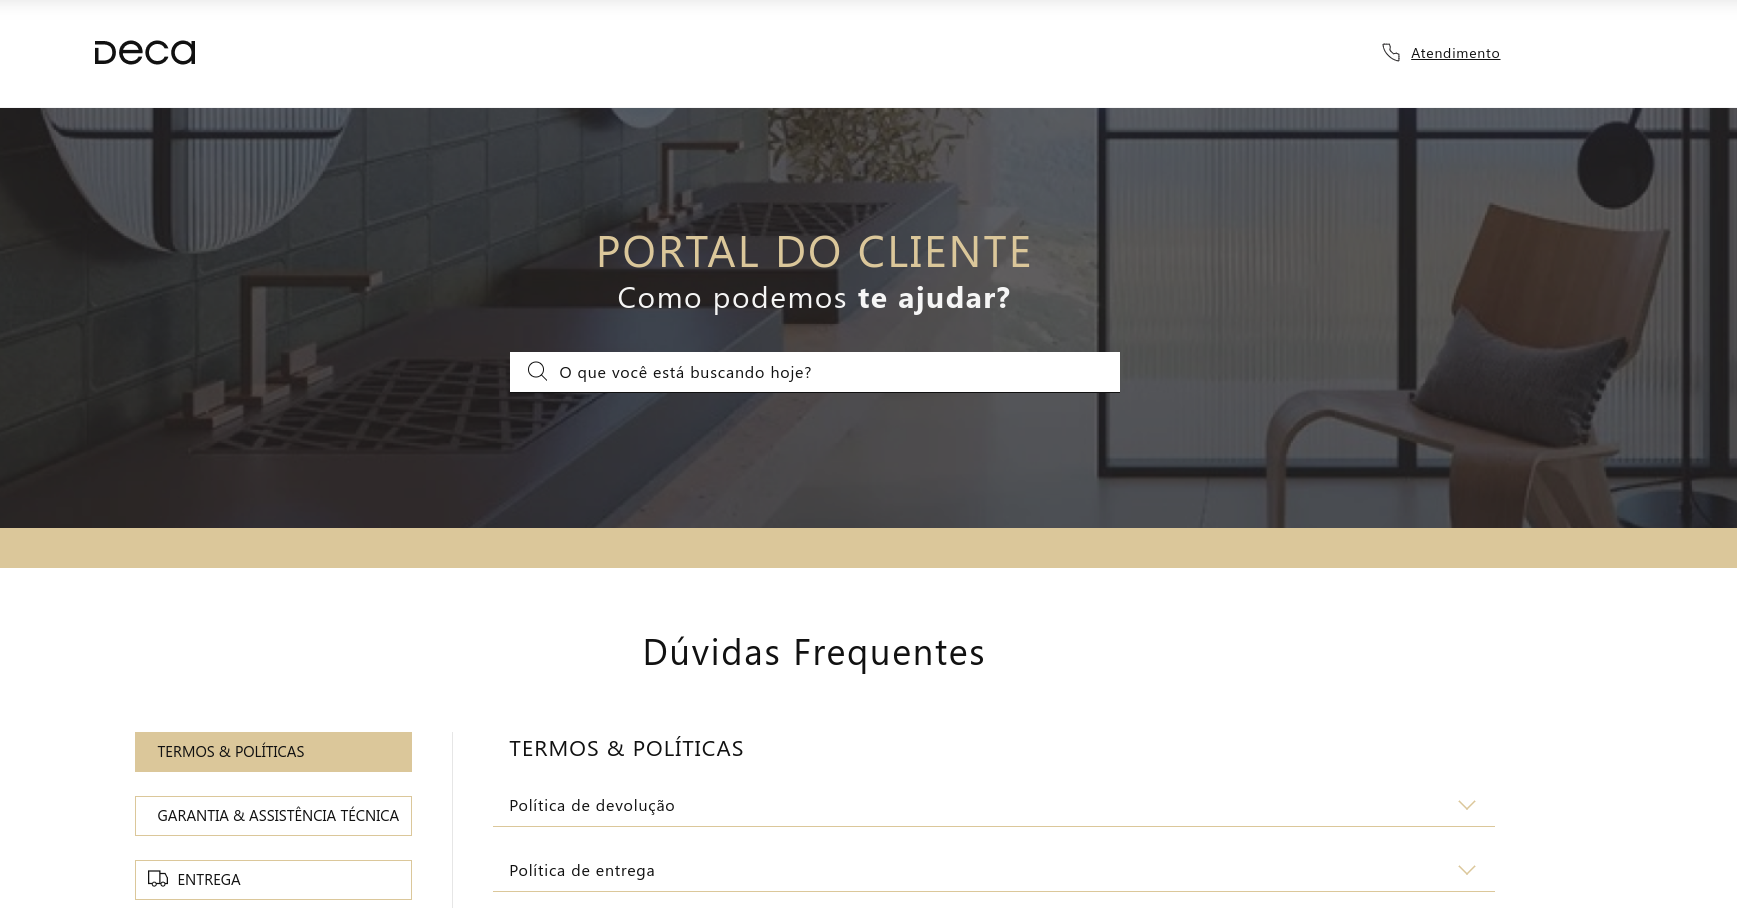 Deca
Atendimento
PORTAL DO CLIENTE
Como podemos te ajudar?
O que você está buscando hoje?
Dúvidas Frequentes
TERMOS & POLÍTICAS
GARANTIA & ASSISTÊNCIA TÉCNICA
ENTREGA
TERMOS & POLÍTICAS
Política de devolução
Política de entrega